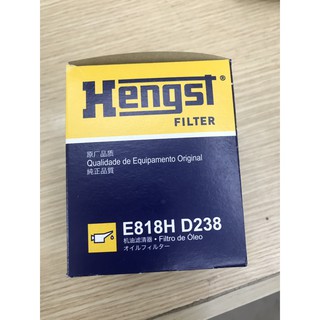 Hengst®
FILTER
原厂品质
Qualidade de Equipamento Original
純正品質
E818H D238
机油滤清器・Filtro de Óleo
オイルフィルター